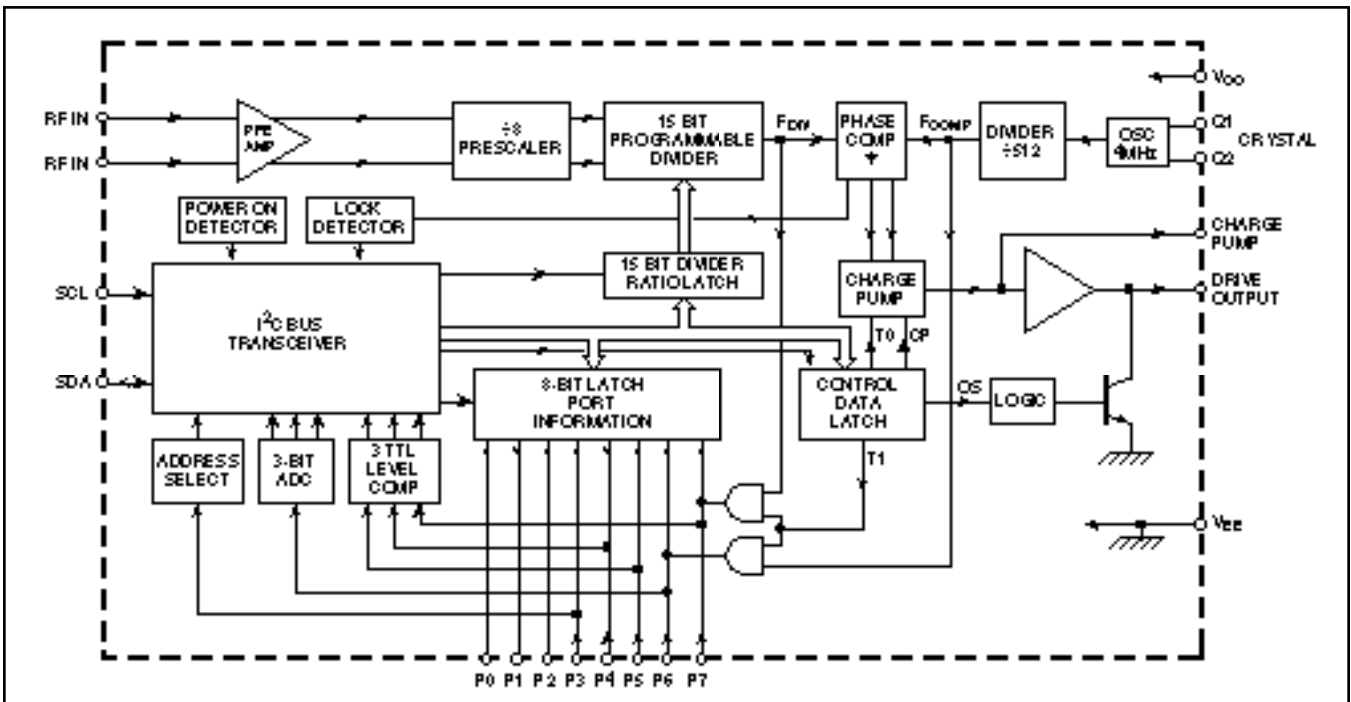 VDD
RF IN
PRE
AMP
÷8
PRESCALER
15 BIT
PROGRAMMABLE
DIVIDER
FDIV
PHASE
COMP
FCOMP
DIVIDER
÷512
OSC
4MHz
Q1
CRYSTAL
Q2
RF IN
POWER ON
DETECTOR
LOCK
DETECTOR
CHARGE
PUMP
SCL
I²C BUS
TRANSCEIVER
15 BIT DIVIDER
RATIO LATCH
CHARGE
PUMP
DRIVE
OUTPUT
T0
CP
SDA
8-BIT LATCH
PORT
INFORMATION
CONTROL
DATA
LATCH
OS
LOGIC
ADDRESS
SELECT
3-BIT
ADC
3 TTL
LEVEL
COMP
T1
VEE
P0 P1 P2 P3 P4 P5 P6 P7